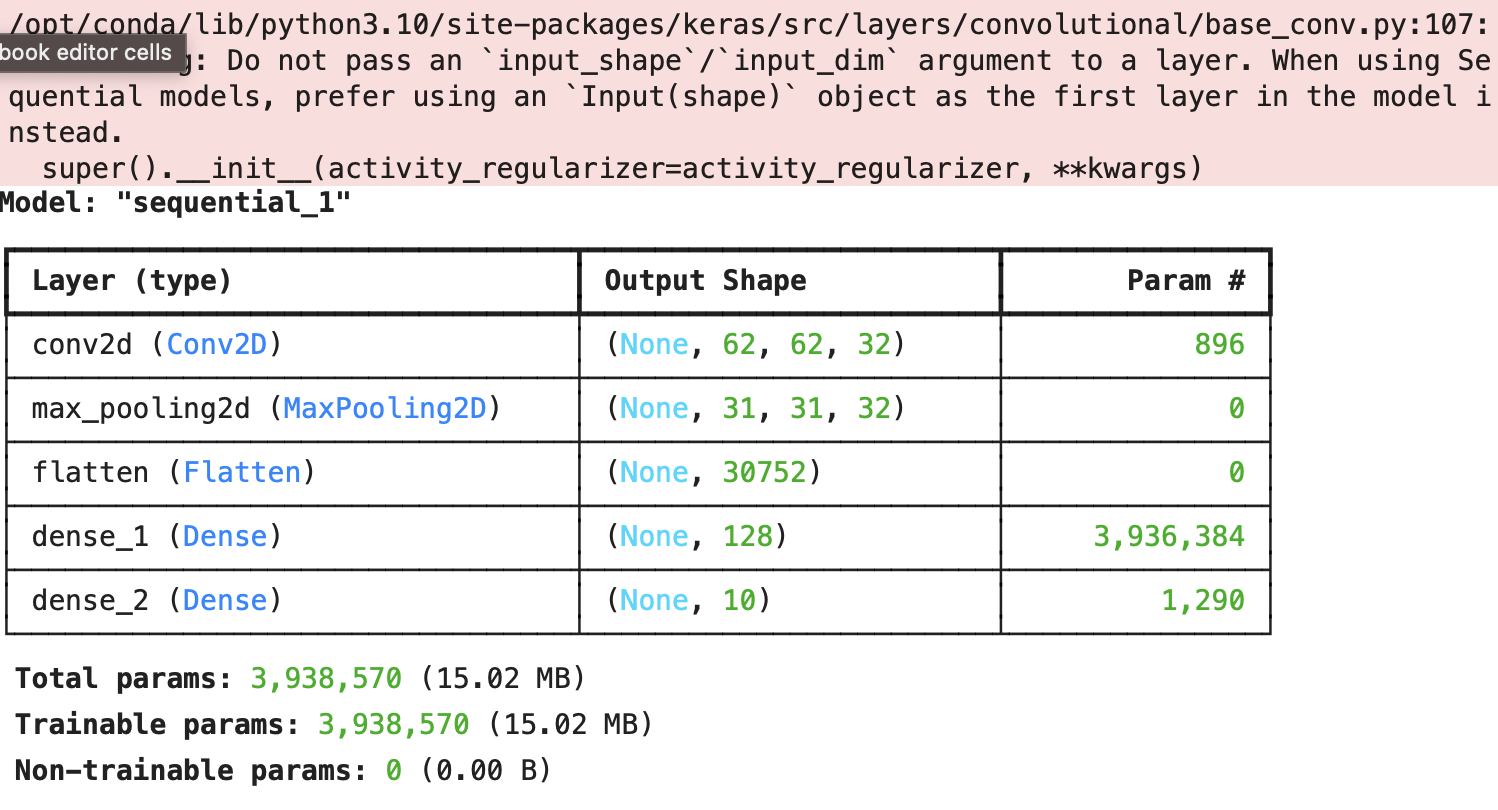 /opt/conda/lib/python3.10/site-packages/keras/src/layers/convolutional/base_conv.py:107:
book editor cells g: Do not pass an `input_shape`/`input_dim` argument to a layer. When using Se
quential models, prefer using an `Input(shape)` object as the first layer in the model i
nstead.
super().__init__(activity_regularizer=activity_regularizer, **kwargs)
Model: "sequential_1"
Layer (type) Output Shape Param #
conv2d (Conv2D) (None, 62, 62, 32) 896
max_pooling2d (MaxPooling2D) (None, 31, 31, 32) 0
flatten (Flatten) (None, 30752) 0
dense_1 (Dense) (None, 128) 3,936,384
dense_2 (Dense) (None, 10) 1,290
Total params: 3,938,570 (15.02 MB)
Trainable params: 3,938,570 (15.02 MB)
Non-trainable params: 0 (0.00 B)